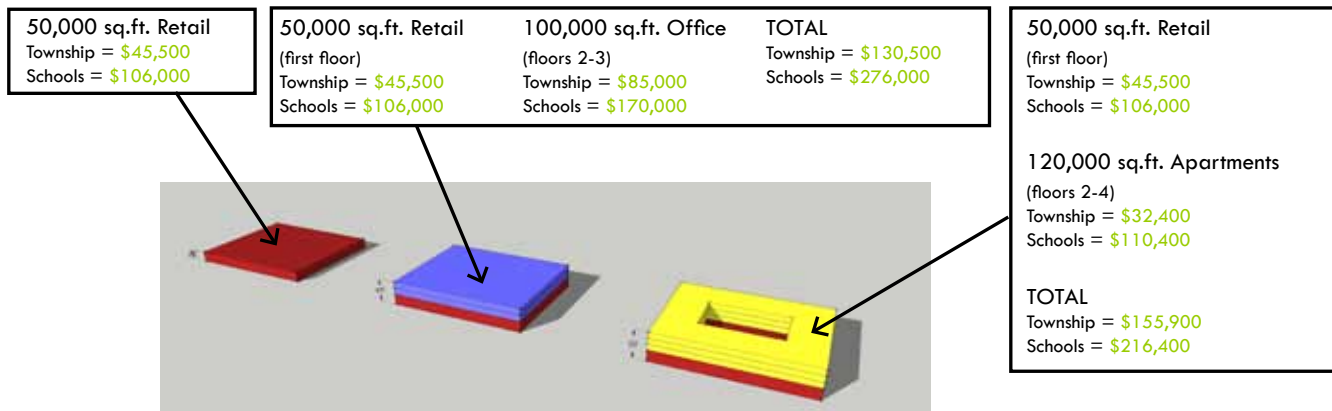 50,000 sq.ft. Retail
Township = $45,500
Schools = $106,000
50,000 sq.ft. Retail
(first floor)
Township = $45,500
Schools = $106,000
100,000 sq.ft. Office
(floors 2-3)
Township = $85,000
Schools = $170,000
TOTAL
Township = $130,500
Schools = $276,000
50,000 sq.ft. Retail
(first floor)
Township = $45,500
Schools = $106,000
120,000 sq.ft. Apartments
(floors 2-4)
Township = $32,400
Schools = $110,400
TOTAL
Township = $155,900
Schools = $216,400